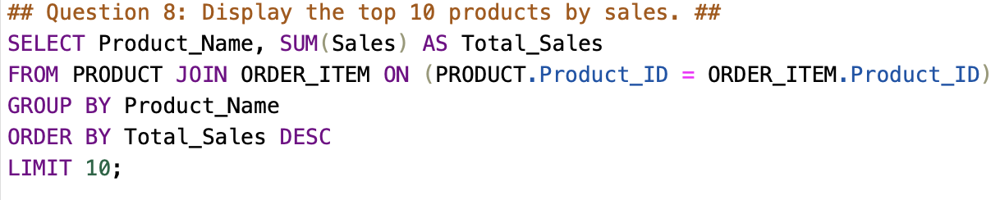 ## Question 8: Display the top 10 products by sales. ##
SELECT Product_Name, SUM(Sales) AS Total_Sales
FROM PRODUCT JOIN ORDER_ITEM ON (PRODUCT.Product_ID = ORDER_ITEM.Product_ID)
GROUP BY Product_Name
ORDER BY Total_Sales DESC
LIMIT 10;